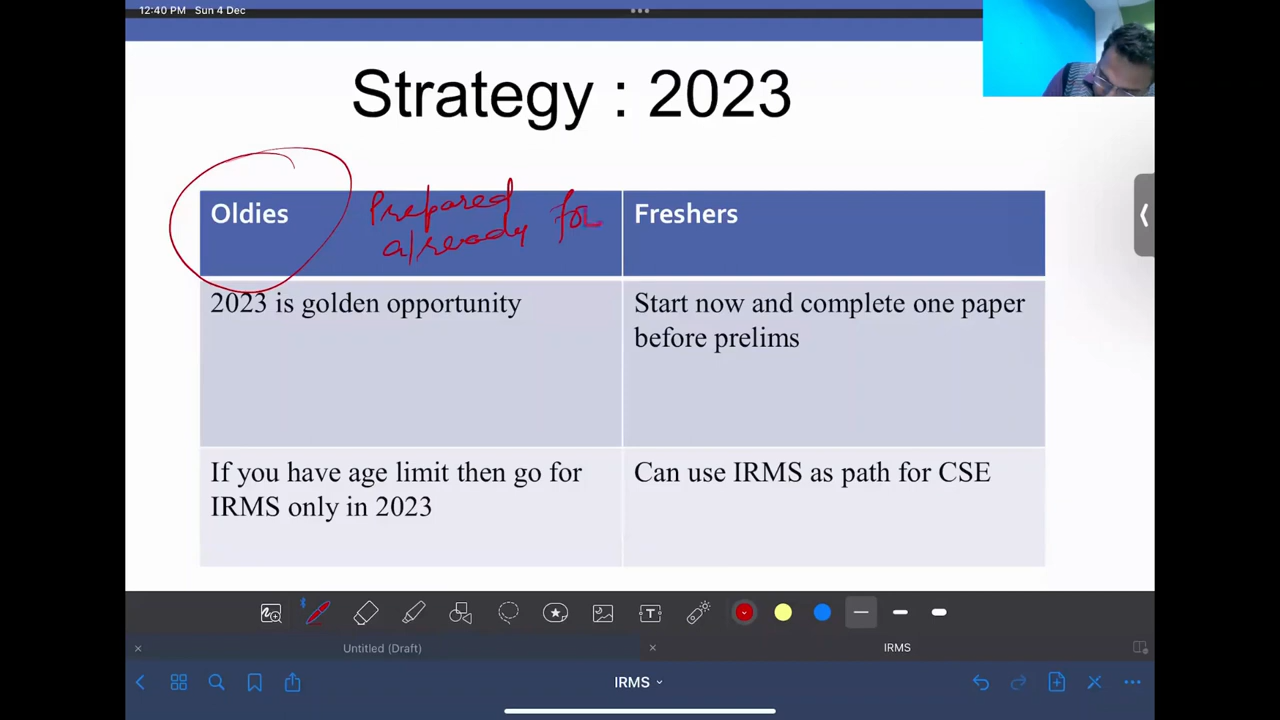 12:40 PM Sun 4 Dec
Strategy : 2023
Oldies
Prepared
already for
Freshers
2023 is golden opportunity
Start now and complete one paper
before prelims
If you have age limit then go for
IRMS only in 2023
Can use IRMS as path for CSE
Untitled (Draft)
IRMS
IRMS